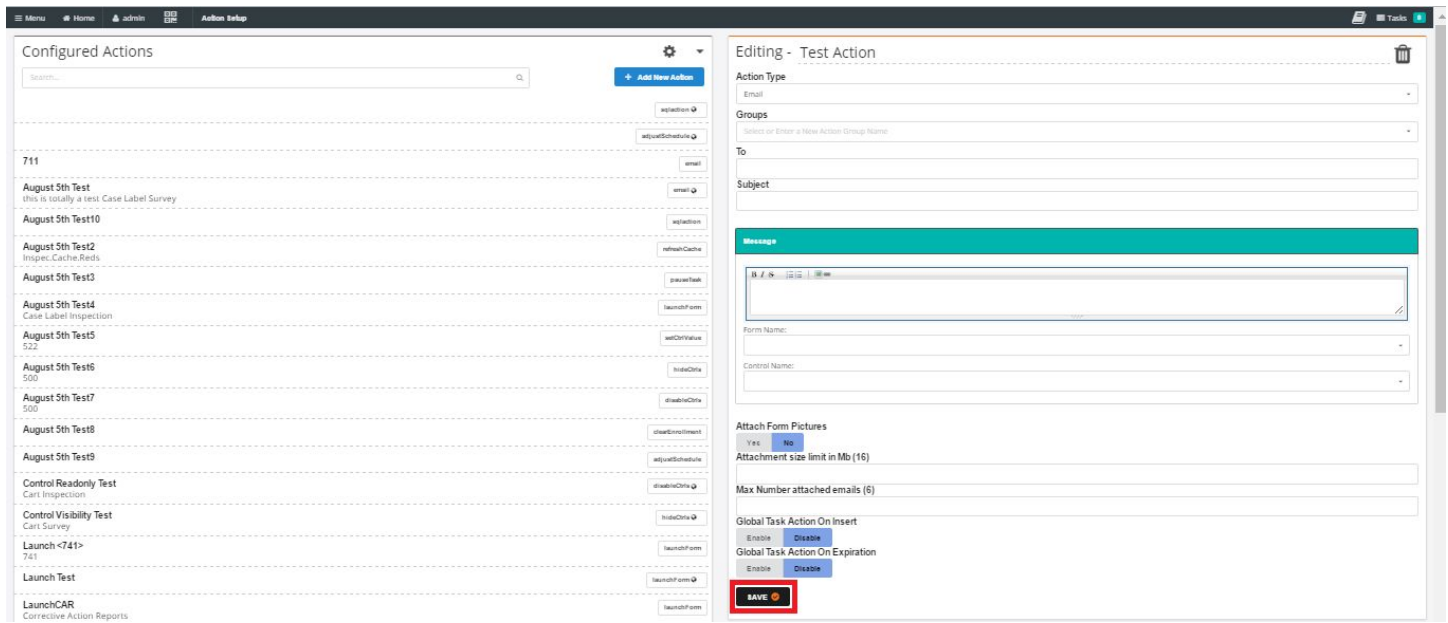 Menu Home admin Action Setup Tasks 8
Configured Actions
Search...
+ Add New Action
aqlaction
adjustSchedule
711 email
August 5th Test email
this is totally a test Case Label Survey
August 5th Test10 aqlaction
August 5th Test2 refreshCache
Inspec.Cache.Reds
August 5th Test3 pauseTask
August 5th Test4 launchForm
Case Label Inspection
August 5th Test5 setCtrlValue
522
August 5th Test6 hideCtrls
500
August 5th Test7 disableCtrls
500
August 5th Test8 clearEnrollment
August 5th Test9 adjustSchedule
Control Readonly Test disableCtrls
Cart Inspection
Control Visibility Test hideCtrls
Cart Survey
Launch <741> launchForm
741
Launch Test launchForm
LaunchCAR launchForm
Corrective Action Reports
Editing - Test Action
Action Type
Email
Groups
Select or Enter a New Action Group Name
To
Subject
Message
B I S
Form Name:
Control Name:
Attach Form Pictures
Yes No
Attachment size limit in Mb (16)
Max Number attached emails (6)
Global Task Action On Insert
Enable Disable
Global Task Action On Expiration
Enable Disable
SAVE